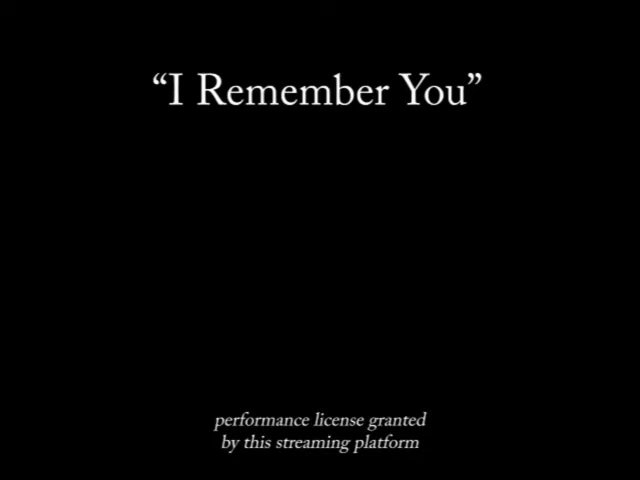 “I Remember You”
performance license granted
by this streaming platform